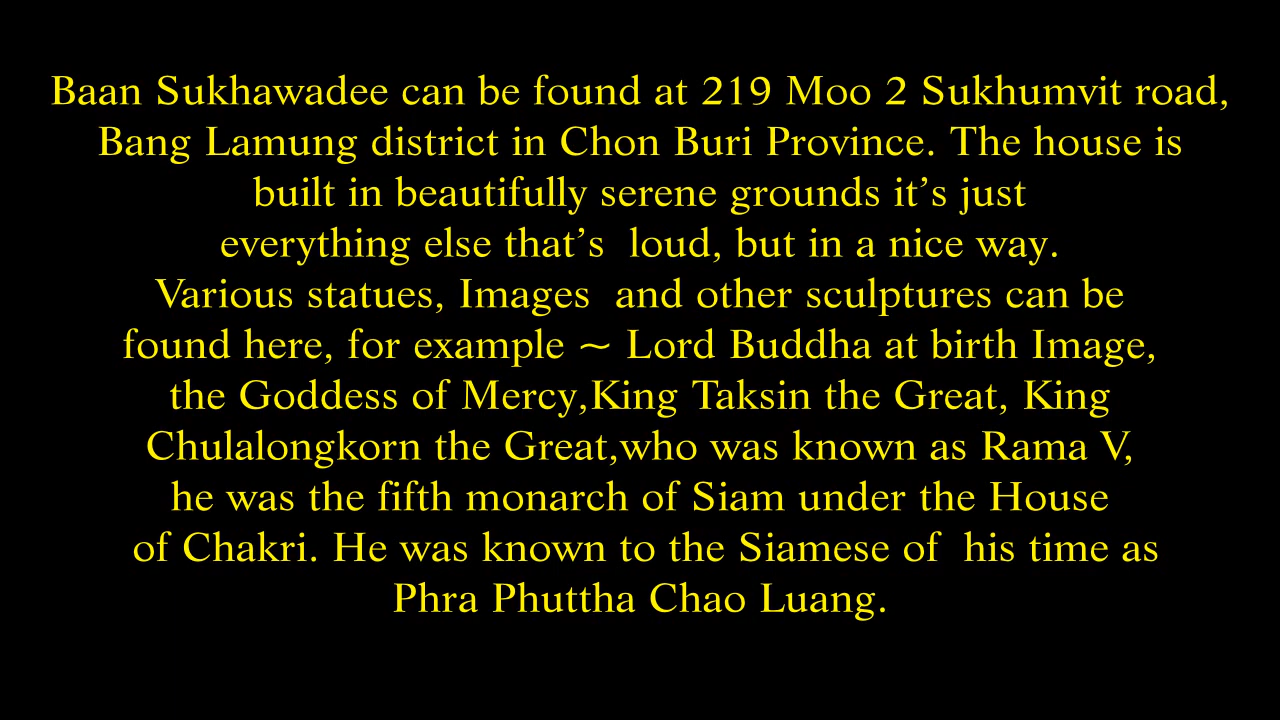 Baan Sukhawadee can be found at 219 Moo 2 Sukhumvit road,
Bang Lamung district in Chon Buri Province. The house is
built in beautifully serene grounds it’s just
everything else that’s  loud, but in a nice way.
Various statues, Images  and other sculptures can be
found here, for example ~ Lord Buddha at birth Image,
the Goddess of Mercy,King Taksin the Great, King
Chulalongkorn the Great,who was known as Rama V,
he was the fifth monarch of Siam under the House
of Chakri. He was known to the Siamese of  his time as
Phra Phuttha Chao Luang.